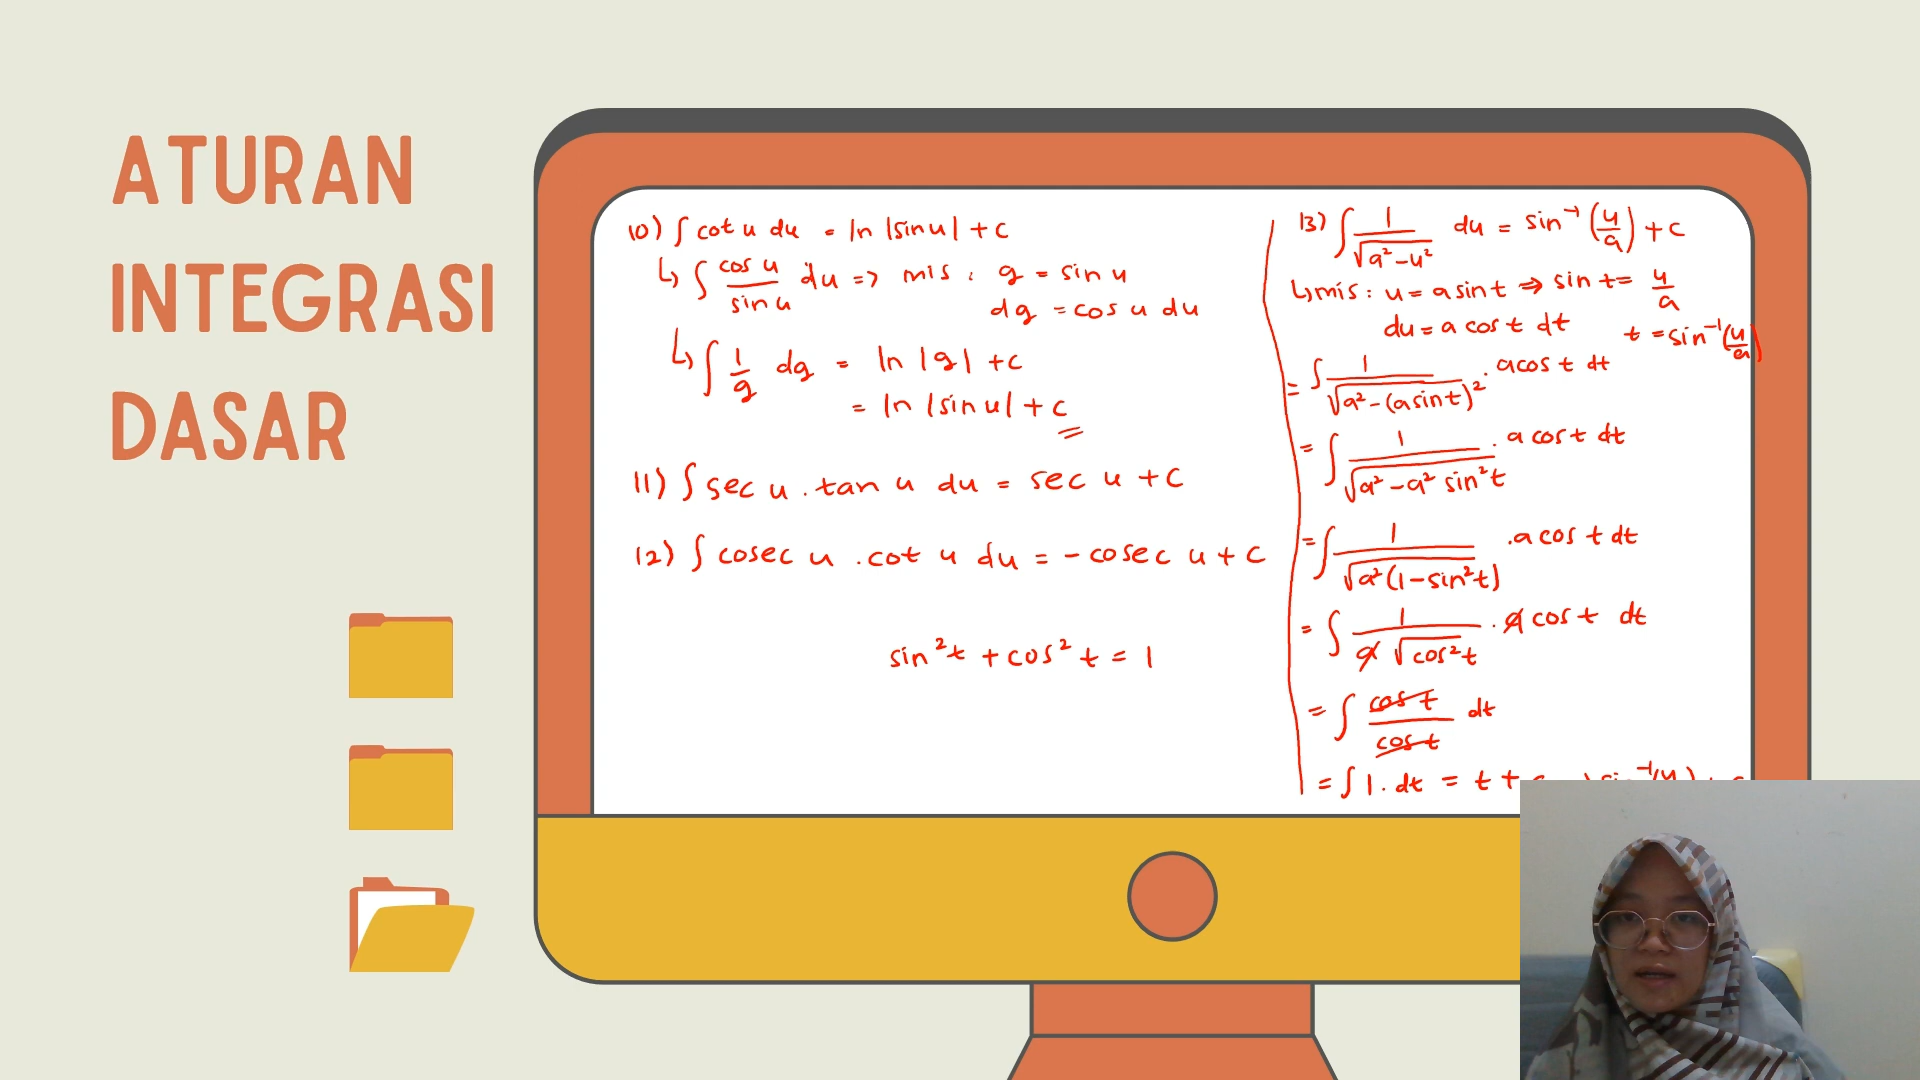 ATURAN
INTEGRASI
DASAR
10) ∫ cot u du = ln |sin u| + c
↳ ∫ cos u / sin u du => mis : g = sin u
dg = cos u du
↳ ∫ 1/g dg = ln |g| + c
= ln |sin u| + c
11) ∫ sec u . tan u du = sec u + c
12) ∫ cosec u . cot u du = - cosec u + c
sin²t + cos²t = 1
13) ∫ 1/√(a²-u²) du = sin⁻¹ (u/a) + c
↳ mis : u = a sin t ⇒ sin t = u/a
du = a cos t dt t = sin⁻¹(u/a)
= ∫ 1/√(a²-(a sin t)²) . a cos t dt
= ∫ 1/√(a²-a² sin²t) . a cos t dt
= ∫ 1/√(a²(1-sin²t)) . a cos t dt
= ∫ 1/(a √cos²t) . a cos t dt
= ∫ cos t / cos t dt
= ∫ 1 . dt = t +